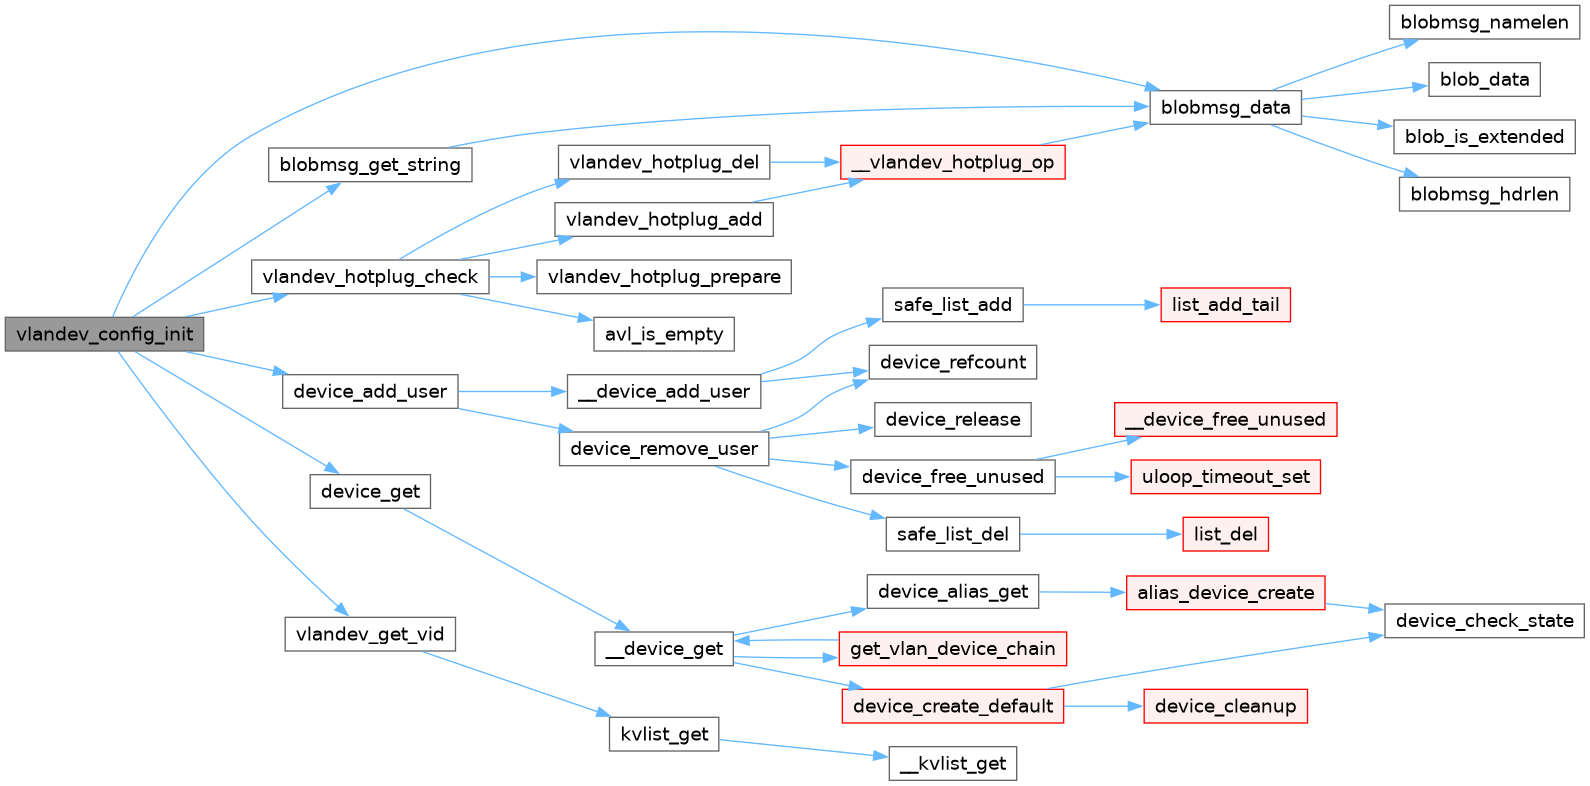 blobmsg_namelen
blob_data
blobmsg_data
blob_is_extended
blobmsg_get_string
vlandev_hotplug_del
__vlandev_hotplug_op
blobmsg_hdrlen
vlandev_hotplug_add
vlandev_hotplug_check
vlandev_hotplug_prepare
safe_list_add
list_add_tail
vlandev_config_init
avl_is_empty
device_refcount
device_add_user
__device_add_user
device_release
__device_free_unused
device_remove_user
device_free_unused
uloop_timeout_set
device_get
safe_list_del
list_del
device_alias_get
alias_device_create
device_check_state
vlandev_get_vid
__device_get
get_vlan_device_chain
device_create_default
device_cleanup
kvlist_get
__kvlist_get